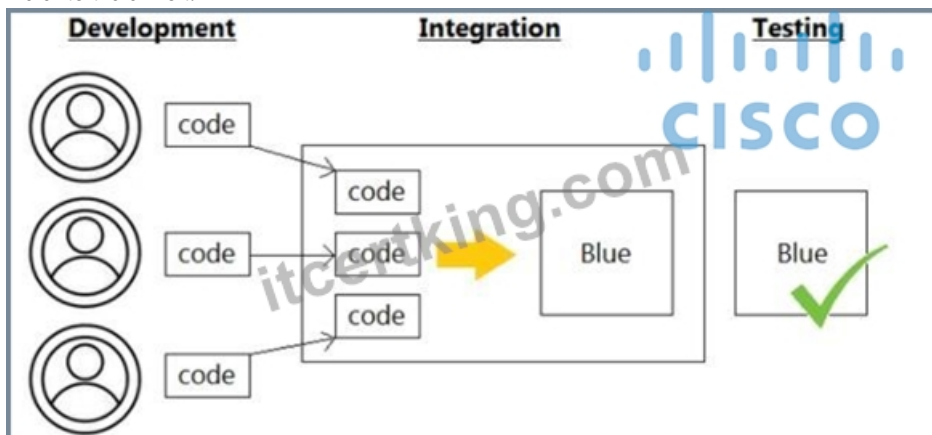 Development Integration Testing
CISCO
code
code
code
code
code
code
Blue
Blue
itcertking.com